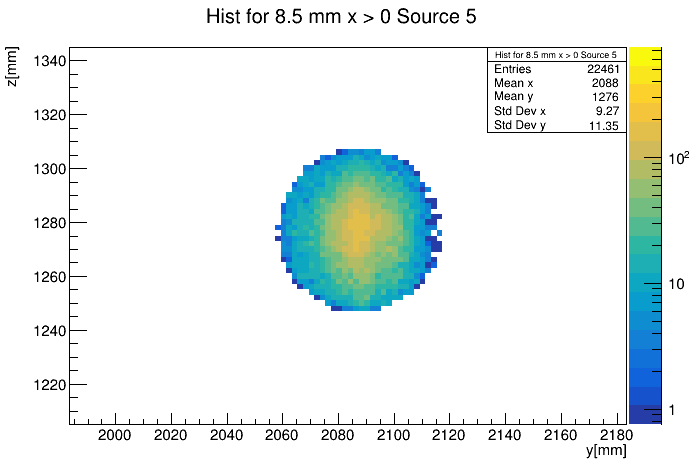 Hist for 8.5 mm x > 0 Source 5
z[mm]
1340
1320
1300
1280
1260
1240
1220
Hist for 8.5 mm x > 0 Source 5
Entries 22461
Mean x 2088
Mean y 1276
Std Dev x 9.27
Std Dev y 11.35
10²
10
1
2000 2020 2040 2060 2080 2100 2120 2140 2160 2180
y[mm]